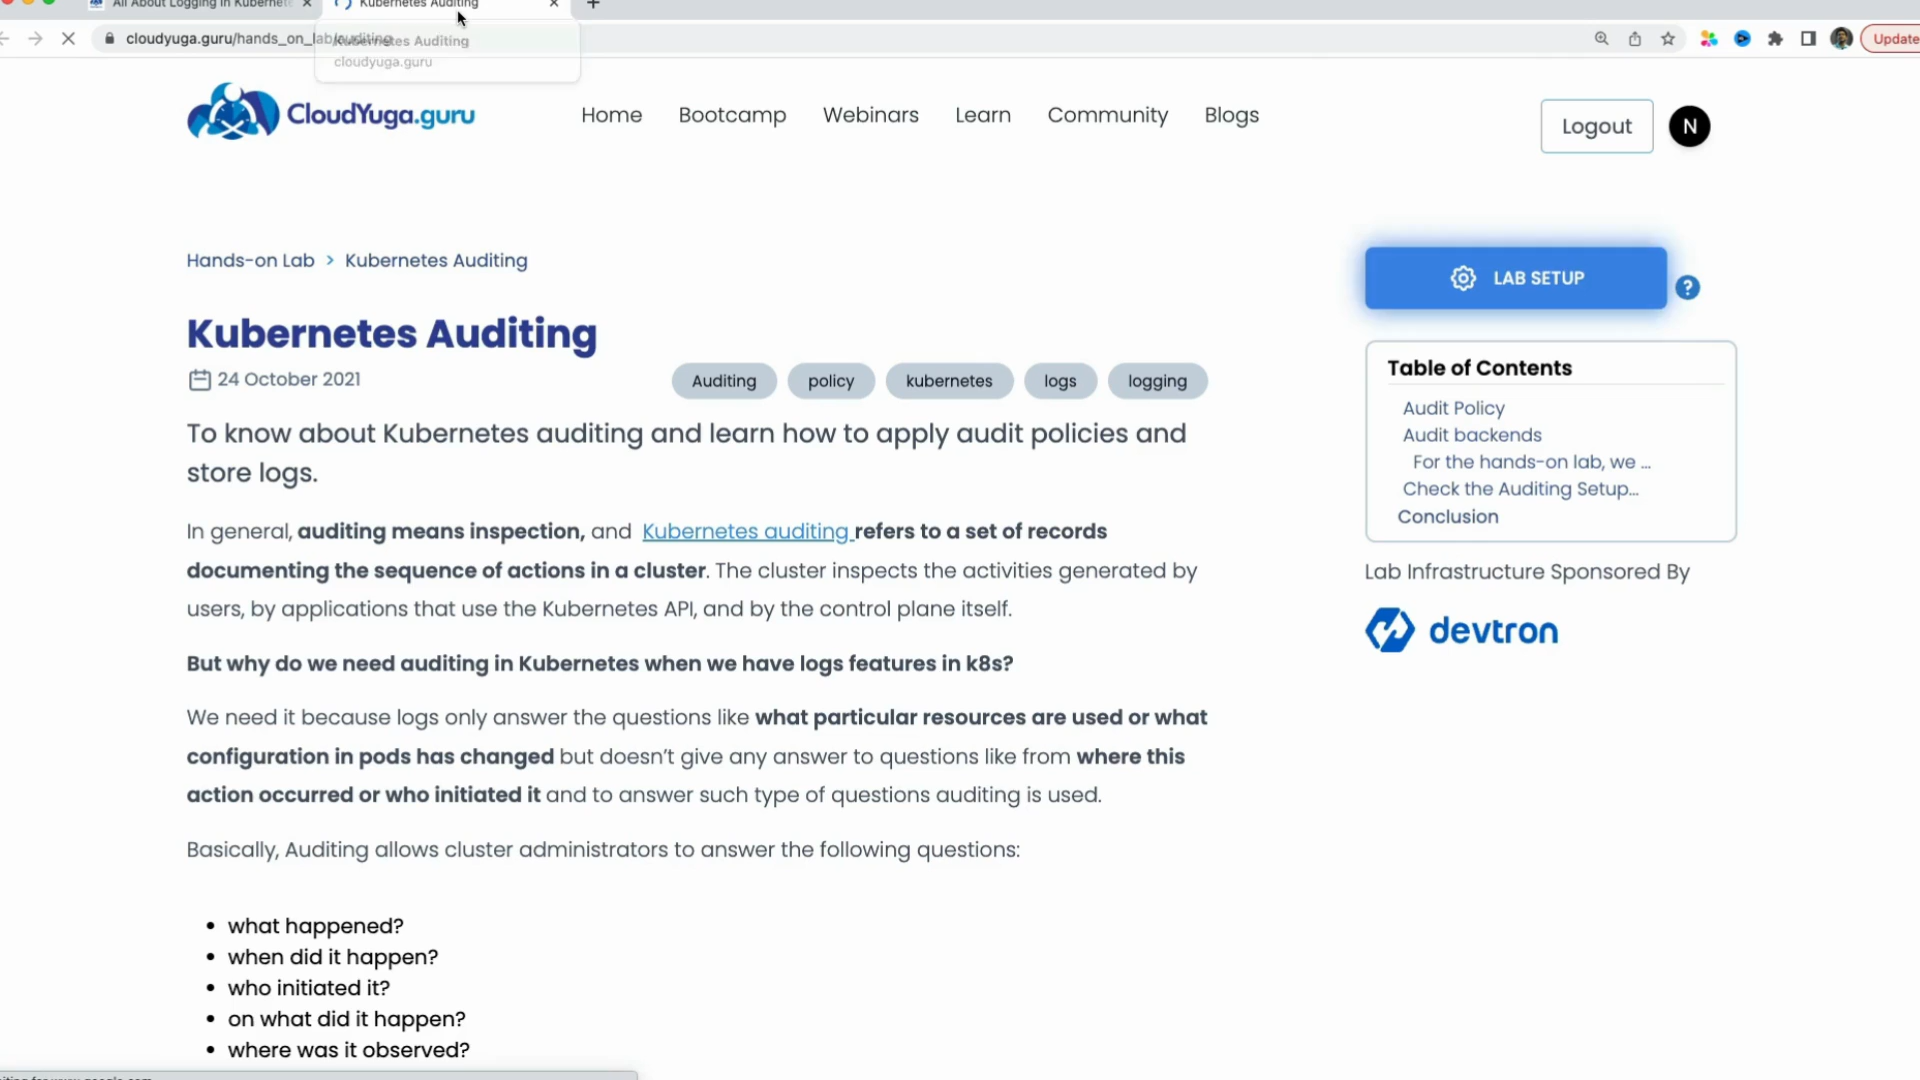 All About Logging in Kubernete
Kubernetes Auditing
cloudyuga.guru/hands_on_lab/auditing
Update
Kubernetes Auditing
cloudyuga.guru
CloudYuga.guru
Home
Bootcamp
Webinars
Learn
Community
Blogs
Logout
N
Hands-on Lab > Kubernetes Auditing
LAB SETUP
?
Kubernetes Auditing
24 October 2021
Auditing
policy
kubernetes
logs
logging
To know about Kubernetes auditing and learn how to apply audit policies and
store logs.
In general, auditing means inspection, and Kubernetes auditing refers to a set of records
documenting the sequence of actions in a cluster. The cluster inspects the activities generated by
users, by applications that use the Kubernetes API, and by the control plane itself.
But why do we need auditing in Kubernetes when we have logs features in k8s?
We need it because logs only answer the questions like what particular resources are used or what
configuration in pods has changed but doesn't give any answer to questions like from where this
action occurred or who initiated it and to answer such type of questions auditing is used.
Basically, Auditing allows cluster administrators to answer the following questions:
• what happened?
• when did it happen?
• who initiated it?
• on what did it happen?
• where was it observed?
Table of Contents
Audit Policy
Audit backends
For the hands-on lab, we ...
Check the Auditing Setup...
Conclusion
Lab Infrastructure Sponsored By
devtron